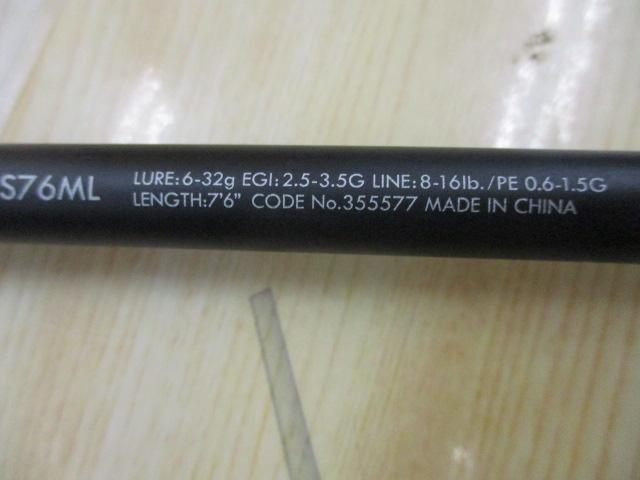 S76ML
LURE:6-32g EGI:2.5-3.5G LINE:8-16lb./PE 0.6-1.5G
LENGTH:7'6" CODE No.355577 MADE IN CHINA